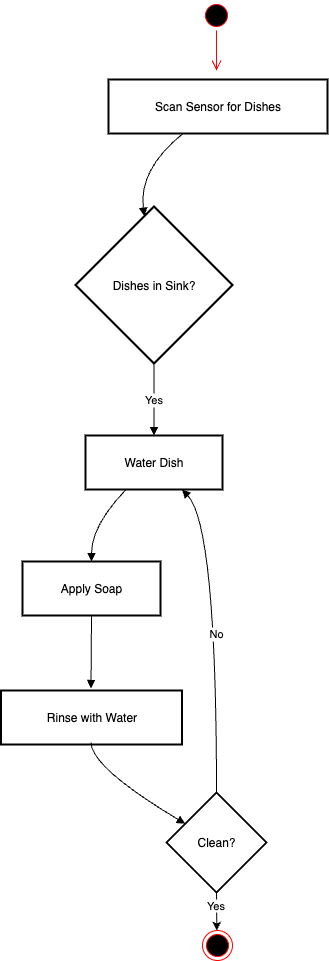 Scan Sensor for Dishes
Dishes in Sink?
Yes
Water Dish
Apply Soap
No
Rinse with Water
Clean?
Yes